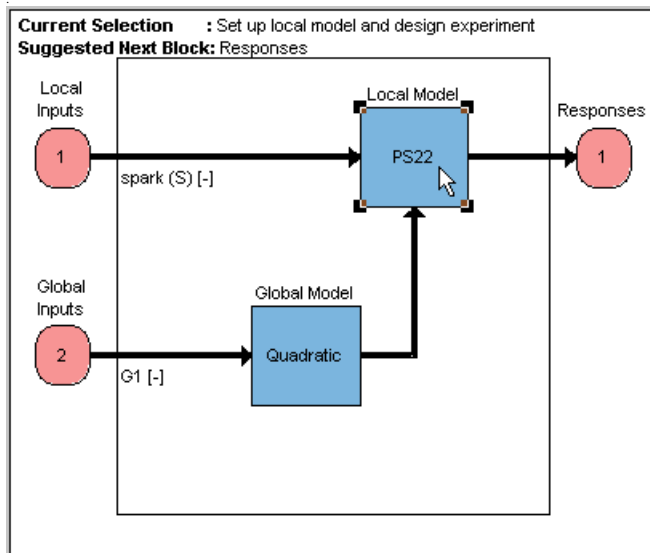 Current Selection : Set up local model and design experiment
Suggested Next Block: Responses
Local
Inputs
Local Model
Responses
1
PS22
1
spark (S) [-]
Global
Inputs
Global Model
2
Quadratic
G1 [-]